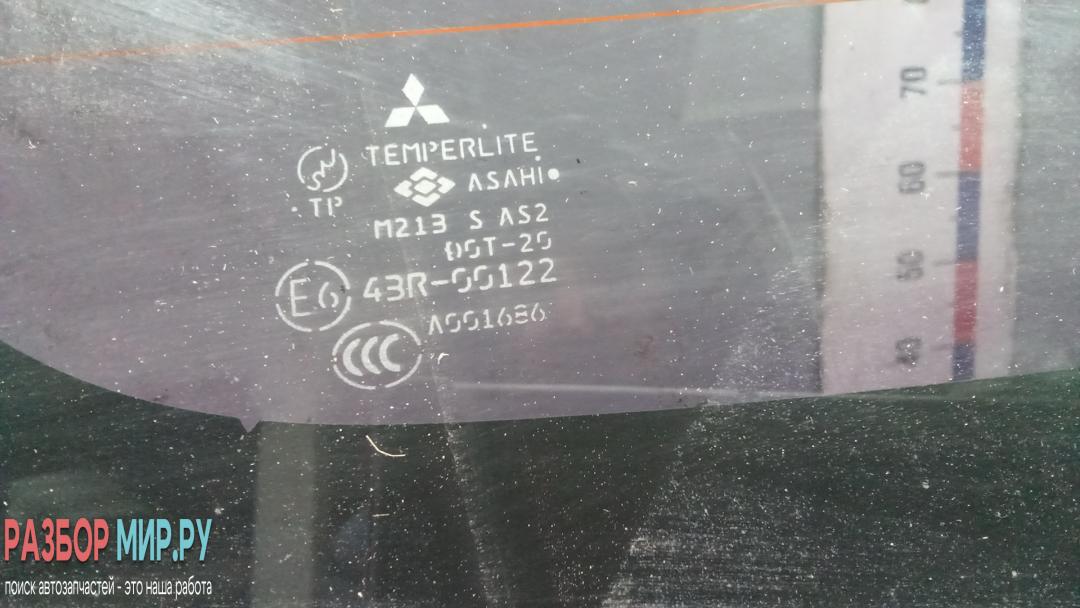 TEMPERLITE
TP
ASAHI
M213 S AS2
DOT-20
E6
43R-00122
A001686
CCC
70
60
50
40
РАЗБОР МИР.РУ
поиск автозапчастей - это наша работа